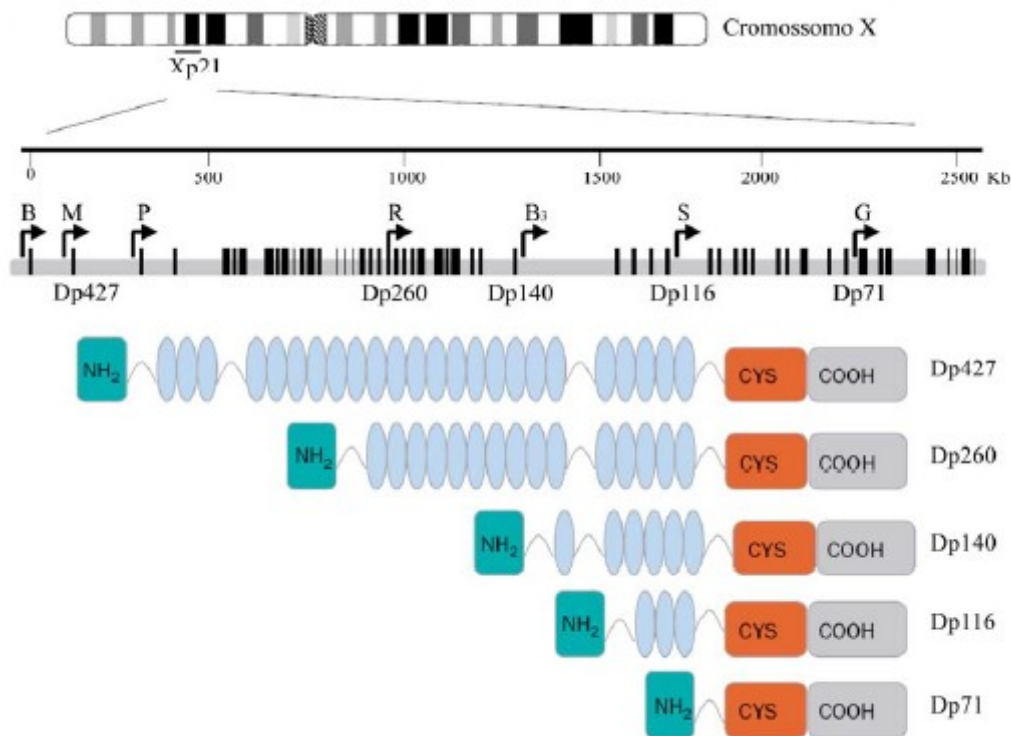 Cromossomo X
Xp21
0 500 1000 1500 2000 2500 Kb
B M P R B3 S G
Dp427 Dp260 Dp140 Dp116 Dp71
NH2 CYS COOH Dp427
NH2 CYS COOH Dp260
NH2 CYS COOH Dp140
NH2 CYS COOH Dp116
NH2 CYS COOH Dp71